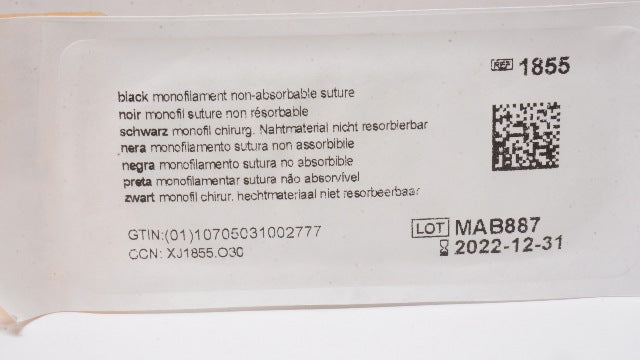 REF 1855
black monofilament non-absorbable suture
noir monofil suture non résorbable
schwarz monofil chirurg. Nahtmaterial nicht resorbierbar
nera monofilamento sutura non assorbibile
negra monofilamento sutura no absorbible
preta monofilamentar sutura não absorvível
zwart monofil chirur. hechtmateriaal niet resorbeerbaar
GTIN:(01)10705031002777
CCN: XJ1855.O30
LOT MAB887
2022-12-31